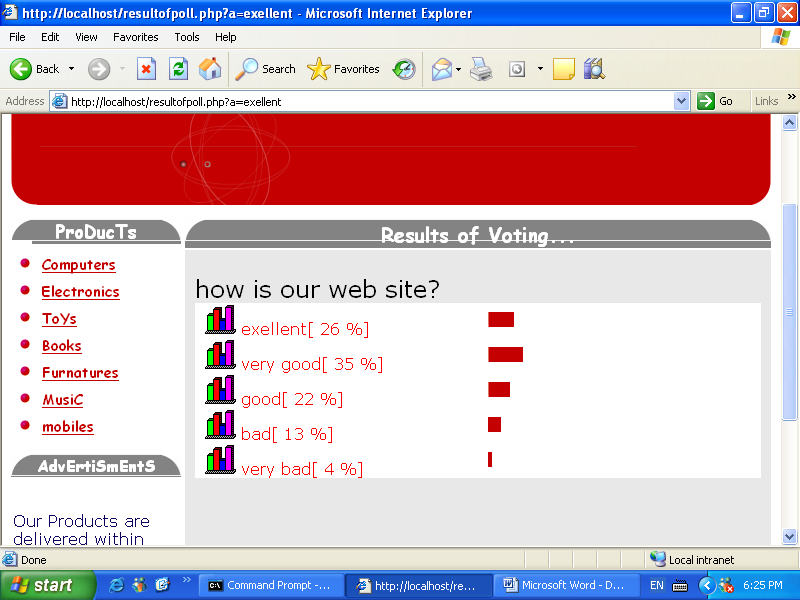 http://localhost/resultofpoll.php?a=exellent - Microsoft Internet Explorer
File Edit View Favorites Tools Help
Back Search Favorites
Address http://localhost/resultofpoll.php?a=exellent Go Links »
ProDucTs
Computers
Electronics
ToYs
Books
Furnatures
MusiC
mobiles
AdvErtiSmEntS
Our Products are
delivered within
Results of Voting...
how is our web site?
exellent[ 26 %]
very good[ 35 %]
good[ 22 %]
bad[ 13 %]
very bad[ 4 %]
Done Local intranet
start » Command Prompt -... http://localhost/re... Microsoft Word - D... EN 6:25 PM